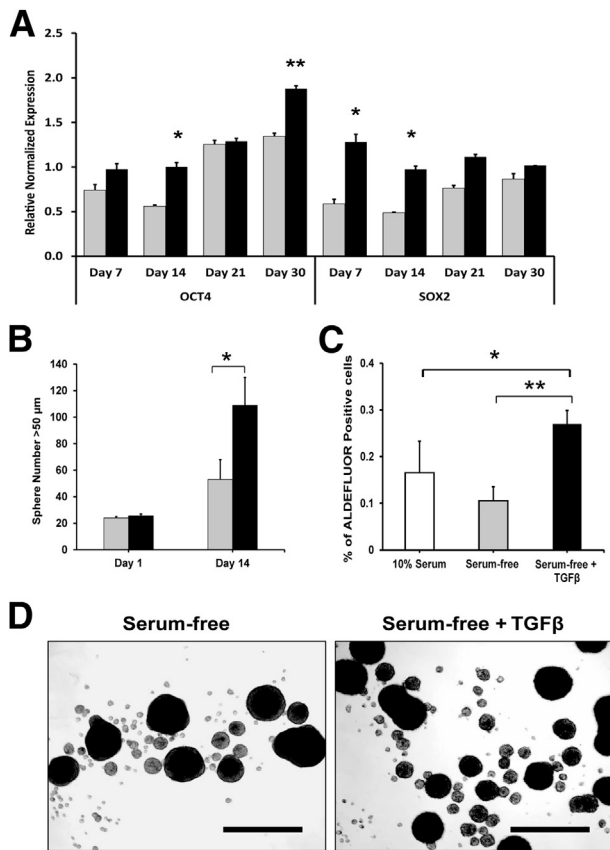 A
Relative Normalized Expression
2.5
2.0
1.5
1.0
0.5
0.0
*
**
*
*
Day 7 Day 14 Day 21 Day 30 Day 7 Day 14 Day 21 Day 30
OCT4 SOX2
B
Sphere Number >50 µm
140
120
100
80
60
40
20
0
*
Day 1 Day 14
C
% of ALDEFLUOR Positive cells
0.4
0.3
0.2
0.1
0
*
**
10% Serum Serum-free Serum-free +
TGFβ
D
Serum-free Serum-free + TGFβ